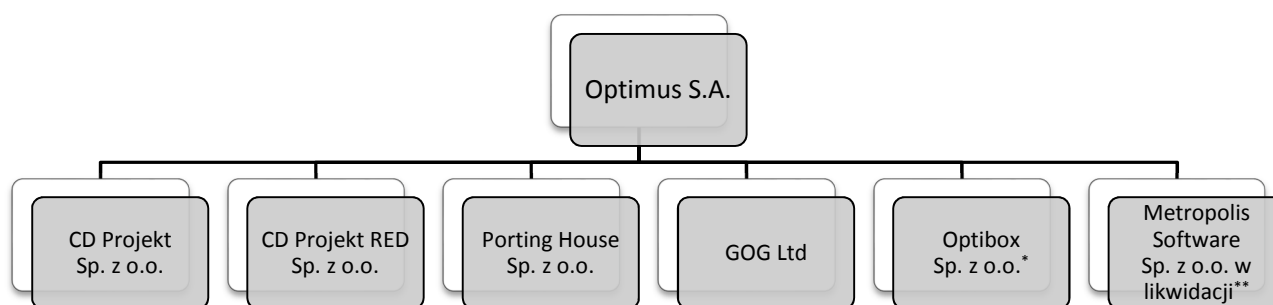 Optimus S.A.
CD Projekt
Sp. z o.o.
CD Projekt RED
Sp. z o.o.
Porting House
Sp. z o.o.
GOG Ltd
Optibox
Sp. z o.o.*
Metropolis
Software
Sp. z o.o. w
likwidacji**